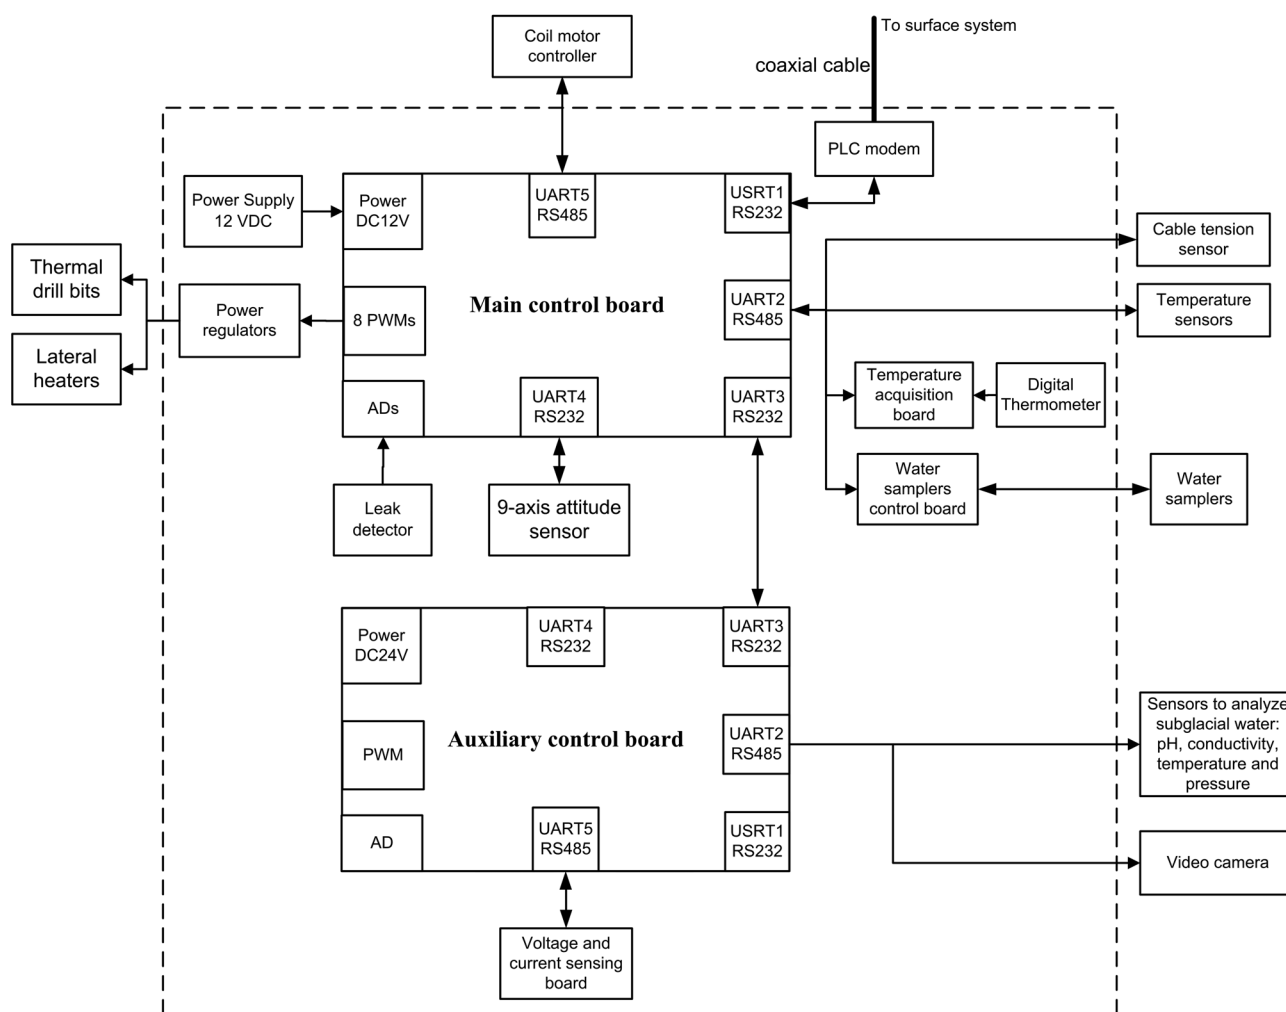 Coil motor
controller
To surface system
coaxial cable
PLC modem
Power Supply
12 VDC
Power
DC12V
UART5
RS485
USRT1
RS232
Cable tension
sensor
Thermal
drill bits
Power
regulators
8 PWMs
Main control board
UART2
RS485
Temperature
sensors
Lateral
heaters
ADs
UART4
RS232
UART3
RS232
Temperature
acquisition
board
Digital
Thermometer
Leak
detector
9-axis attitude
sensor
Water
samplers
control board
Water
samplers
Power
DC24V
UART4
RS232
UART3
RS232
PWM
Auxiliary control board
UART2
RS485
Sensors to analyze
subglacial water:
pH, conductivity,
temperature and
pressure
AD
UART5
RS485
USRT1
RS232
Video camera
Voltage and
current sensing
board